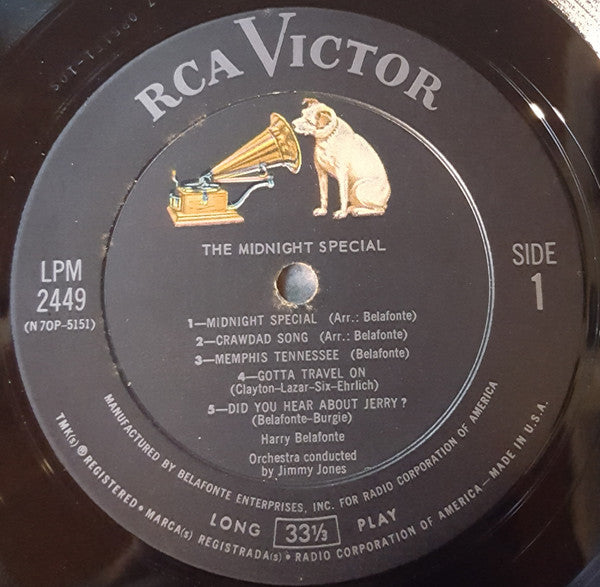 RCA VICTOR
THE MIDNIGHT SPECIAL
LPM
2449
(N 7OP-5151)
SIDE
1
1—MIDNIGHT SPECIAL (Arr.: Belafonte)
2—CRAWDAD SONG (Arr.: Belafonte)
3—MEMPHIS TENNESSEE (Belafonte)
4—GOTTA TRAVEL ON
(Clayton-Lazar-Six-Ehrlich)
5—DID YOU HEAR ABOUT JERRY?
(Belafonte-Burgie)
Harry Belafonte
Orchestra conducted
by Jimmy Jones
MANUFACTURED BY BELAFONTE ENTERPRISES, INC. FOR RADIO CORPORATION OF AMERICA
TMK(s) ® REGISTERED • MARCA(s) REGISTRADA(s) • RADIO CORPORATION OF AMERICA—MADE IN U.S.A.
LONG 33⅓ PLAY